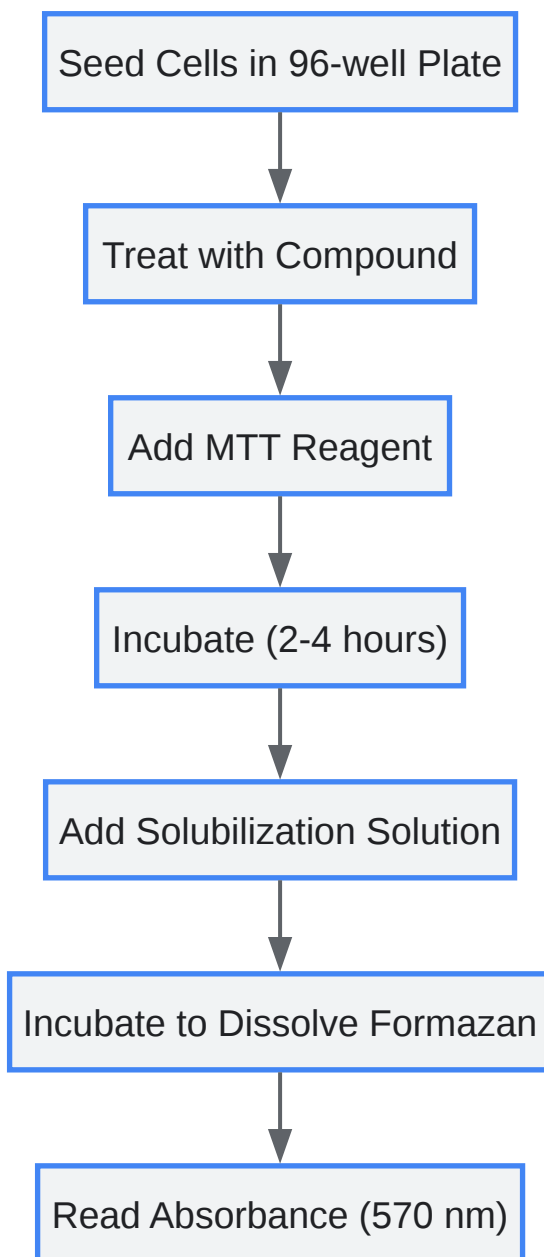 Seed Cells in 96-well Plate
Treat with Compound
Add MTT Reagent
Incubate (2-4 hours)
Add Solubilization Solution
Incubate to Dissolve Formazan
Read Absorbance (570 nm)